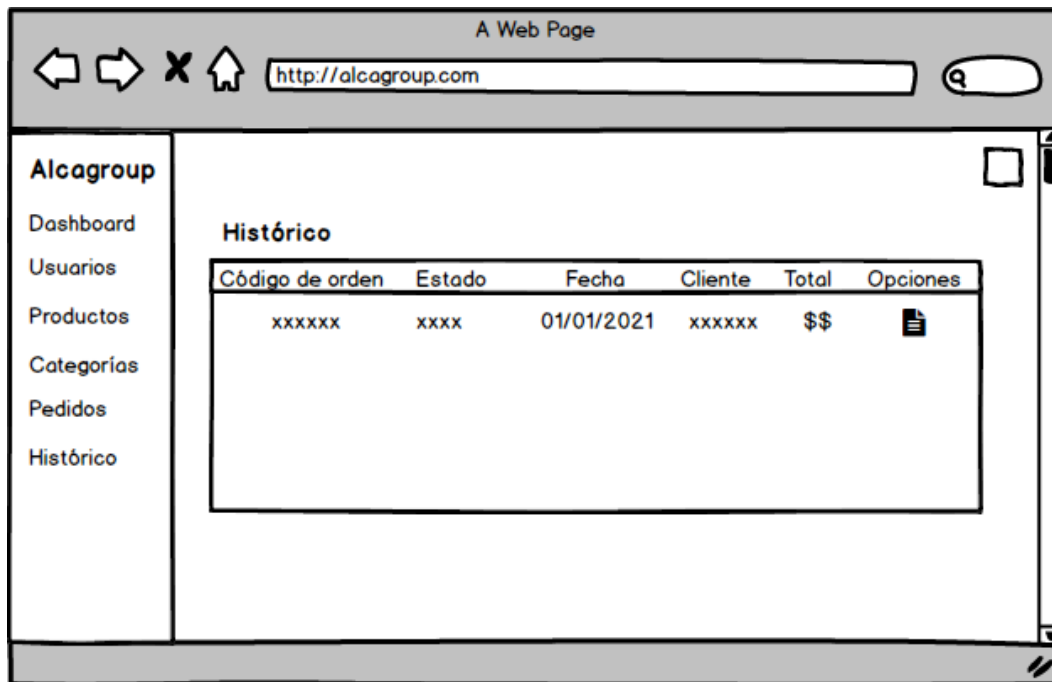 A Web Page
http://alcagroup.com
Alcagroup
Dashboard
Usuarios
Productos
Categorías
Pedidos
Histórico
Histórico
Código de orden Estado Fecha Cliente Total Opciones
xxxxxx xxxx 01/01/2021 xxxxxx $$